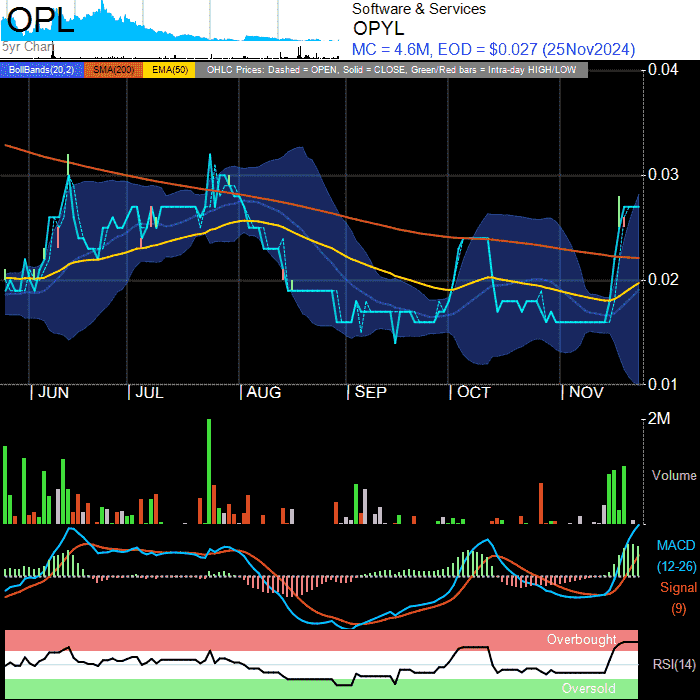 OPL
5yr Chart
Software & Services
OPYL
MC = 4.6M, EOD = $0.027 (25Nov2024)
BollBands(20,2) SMA(200) EMA(50) OHLC Prices: Dashed = OPEN, Solid = CLOSE, Green/Red bars = Intra-day HIGH/LOW
0.04
0.03
0.02
0.01
JUN JUL AUG SEP OCT NOV
2M
Volume
MACD
(12-26)
Signal
(9)
Overbought
RSI(14)
Oversold